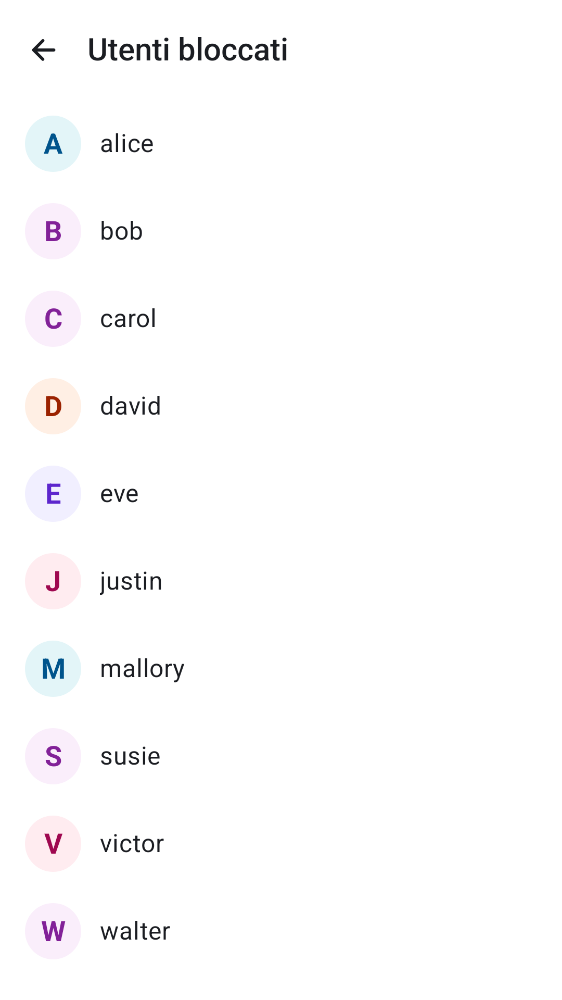 Utenti bloccati
A alice
B bob
C carol
D david
E eve
J justin
M mallory
S susie
V victor
W walter